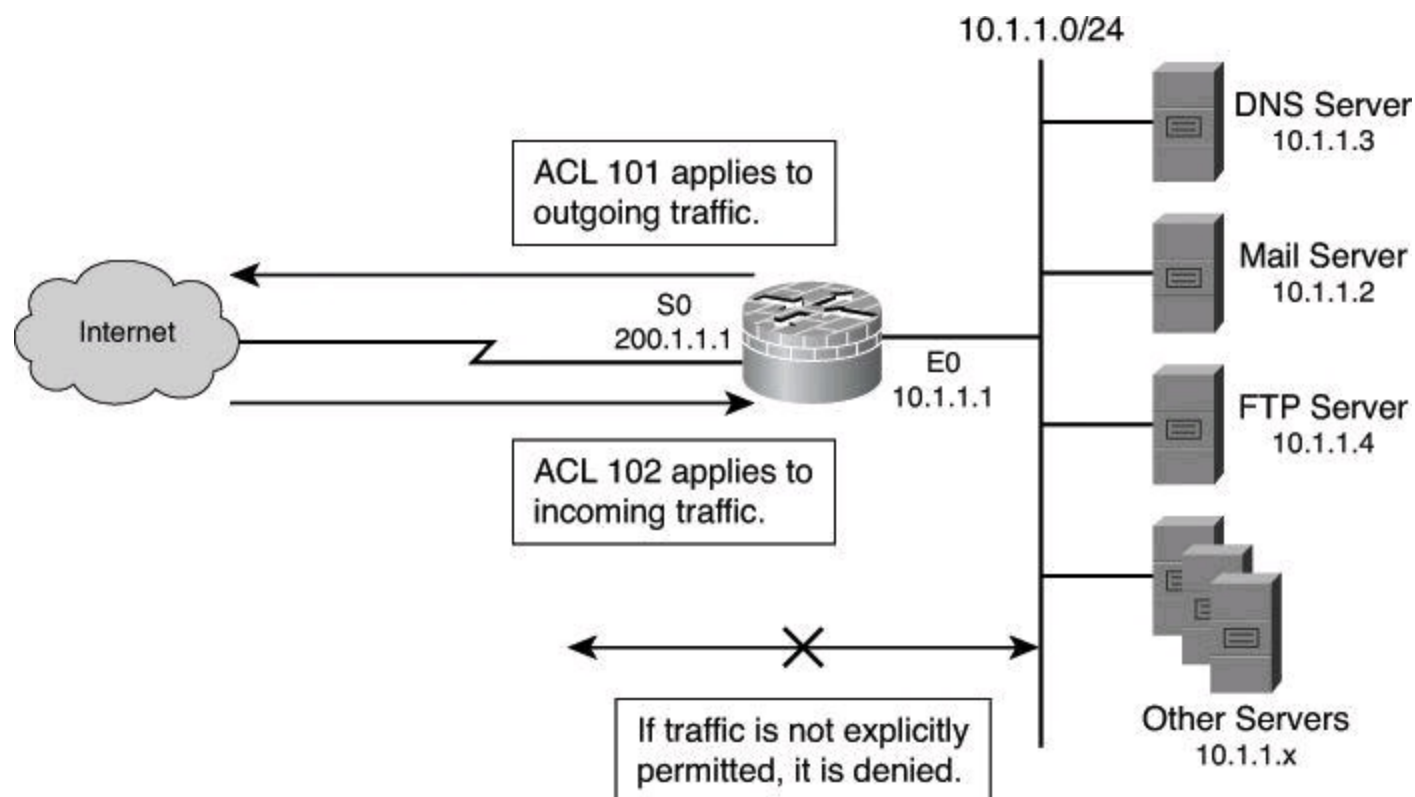 10.1.1.0/24
DNS Server
10.1.1.3
ACL 101 applies to
outgoing traffic.
Mail Server
10.1.1.2
Internet
S0
200.1.1.1
E0
10.1.1.1
FTP Server
10.1.1.4
ACL 102 applies to
incoming traffic.
If traffic is not explicitly
permitted, it is denied.
Other Servers
10.1.1.x